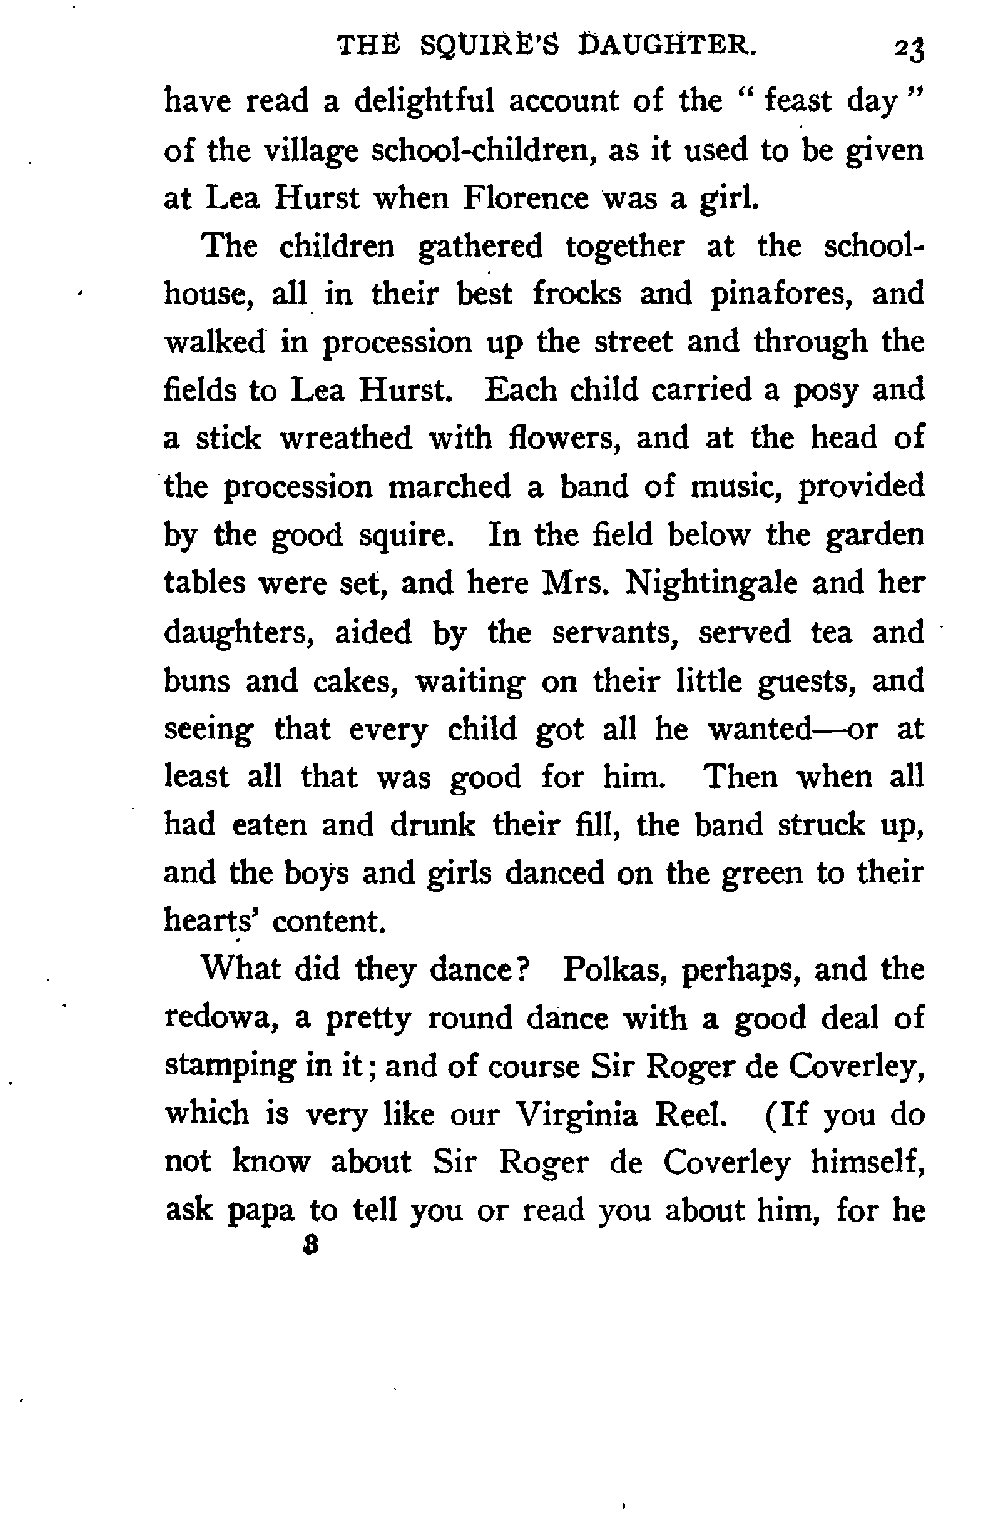 THE SQUIRE'S DAUGHTER. 23
have read a delightful account of the " feast day "
of the village school-children, as it used to be given
at Lea Hurst when Florence was a girl.
The children gathered together at the school-
house, all in their best frocks and pinafores, and
walked in procession up the street and through the
fields to Lea Hurst. Each child carried a posy and
a stick wreathed with flowers, and at the head of
the procession marched a band of music, provided
by the good squire. In the field below the garden
tables were set, and here Mrs. Nightingale and her
daughters, aided by the servants, served tea and
buns and cakes, waiting on their little guests, and
seeing that every child got all he wanted—or at
least all that was good for him. Then when all
had eaten and drunk their fill, the band struck up,
and the boys and girls danced on the green to their
hearts' content.
What did they dance? Polkas, perhaps, and the
redowa, a pretty round dance with a good deal of
stamping in it; and of course Sir Roger de Coverley,
which is very like our Virginia Reel. (If you do
not know about Sir Roger de Coverley himself,
ask papa to tell you or read you about him, for he
3